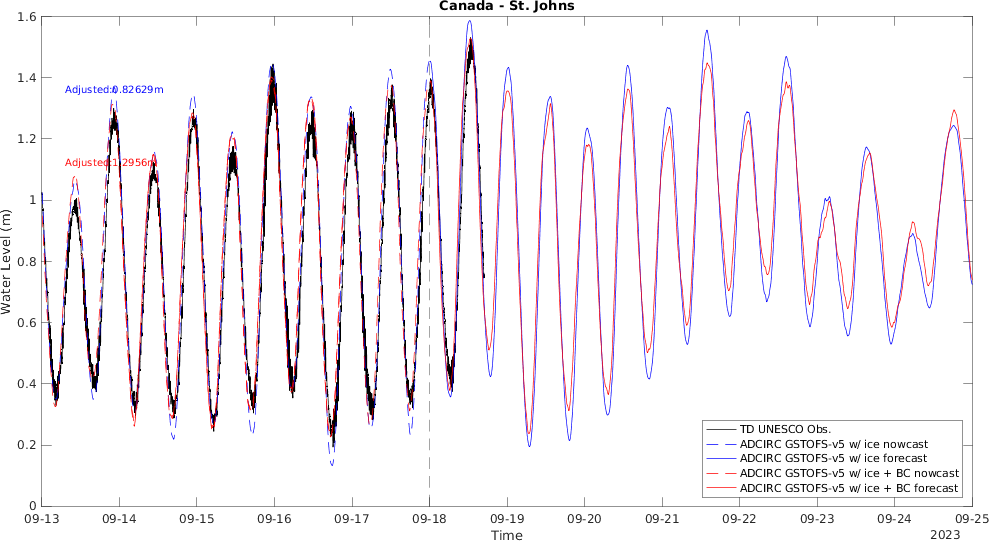 Canada - St. Johns
1.6
1.4
1.2
1
0.8
0.6
0.4
0.2
0
Water Level (m)
Adjusted:0.82629m
Adjusted:1.2956m
TD UNESCO Obs.
ADCIRC GSTOFS-v5 w/ ice nowcast
ADCIRC GSTOFS-v5 w/ ice forecast
ADCIRC GSTOFS-v5 w/ ice + BC nowcast
ADCIRC GSTOFS-v5 w/ ice + BC forecast
09-13 09-14 09-15 09-16 09-17 09-18 09-19 09-20 09-21 09-22 09-23 09-24 09-25
Time
2023